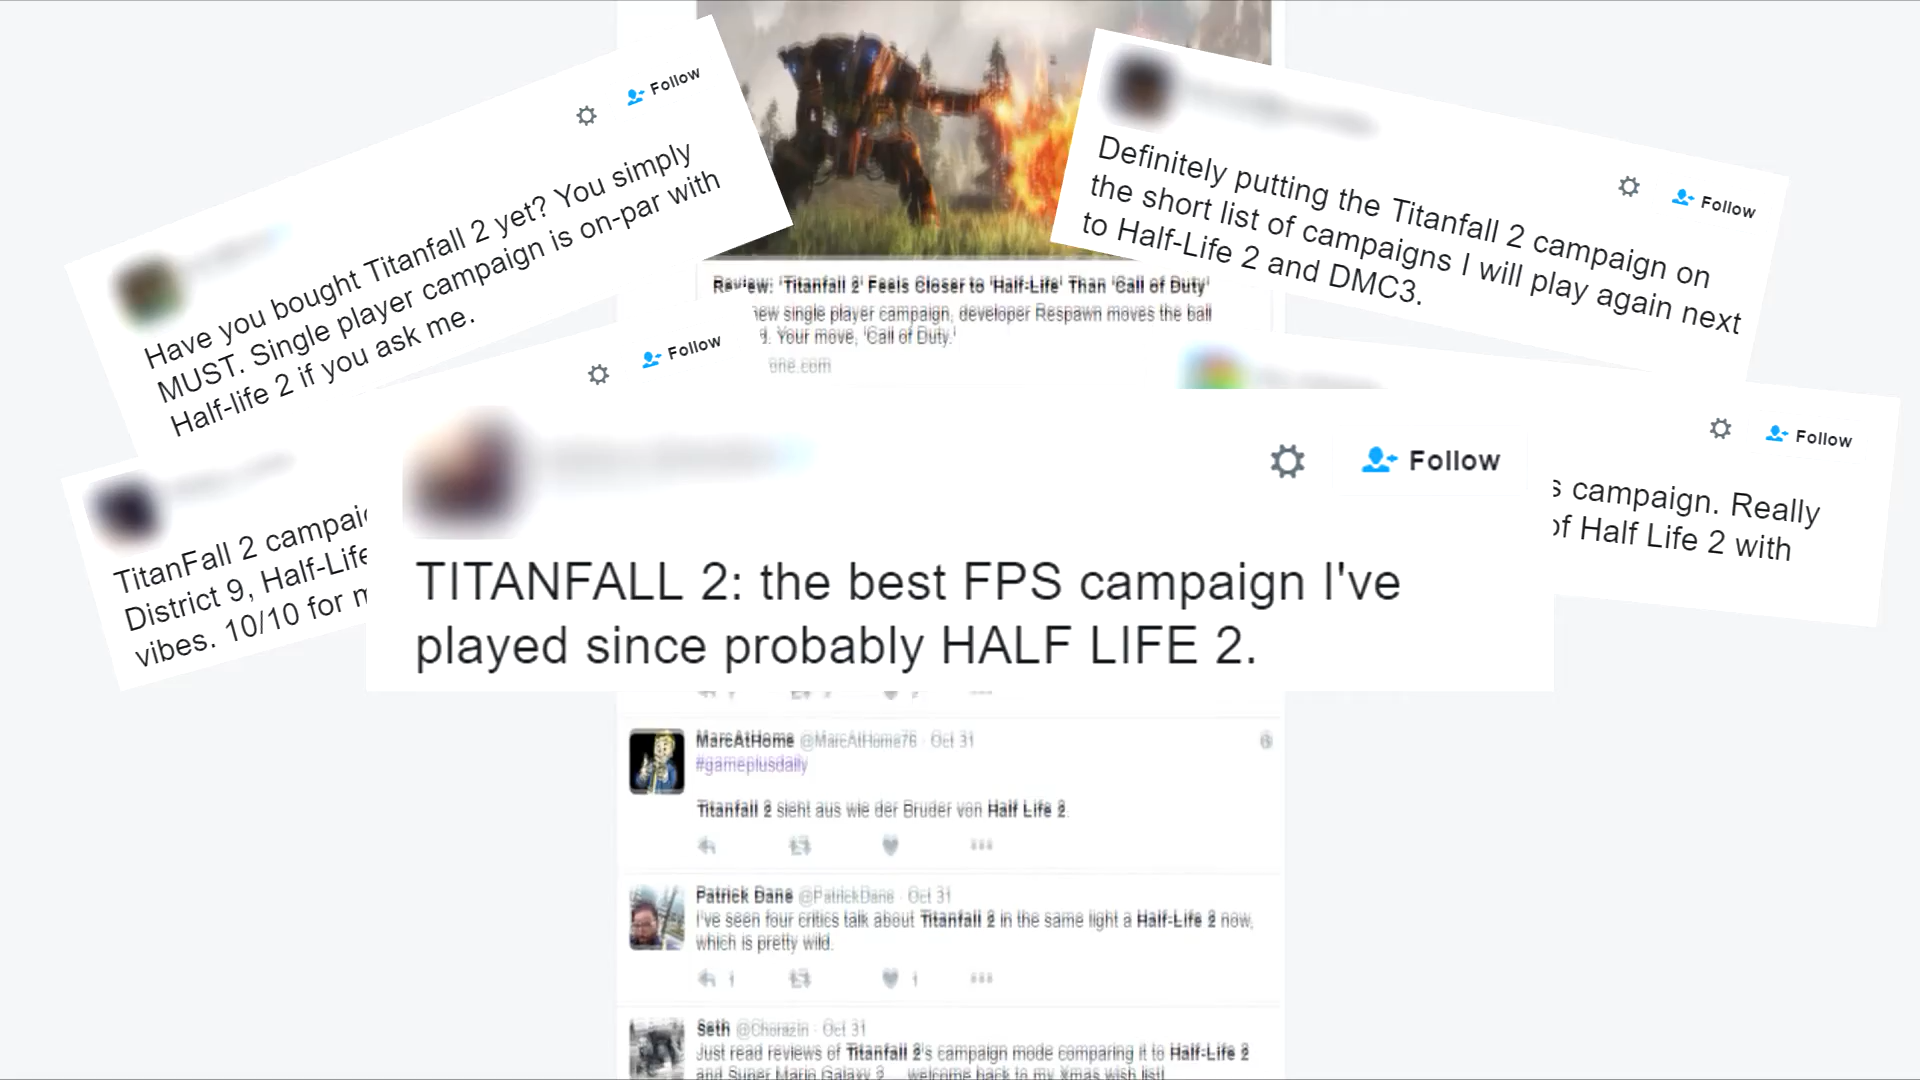 Follow
Have you bought Titanfall 2 yet? You simply
MUST. Single player campaign is on-par with
Half-life 2 if you ask me.
Follow
Definitely putting the Titanfall 2 campaign on
the short list of campaigns I will play again next
to Half-Life 2 and DMC3.
Review: 'Titanfall 2' Feels Closer to 'Half-Life' Than 'Call of Duty'
new single player campaign, developer Respawn moves the ball
. Your move, 'Call of Duty.'
one.com
Follow
TitanFall 2 campaig
District 9, Half-Life
vibes. 10/10 for m
Follow
s campaign. Really
of Half Life 2 with
Follow
TITANFALL 2: the best FPS campaign I've
played since probably HALF LIFE 2.
MarcAtHome @MarcAtHome76 · Oct 31
#gameplusdaily
Titanfall 2 sieht aus wie der Bruder von Half Life 2.
Patrick Dane @PatrickDane · Oct 31
I've seen four critics talk about Titanfall 2 in the same light a Half-Life 2 now,
which is pretty wild.
1 1
Seth @Chorazin · Oct 31
Just read reviews of Titanfall 2's campaign mode comparing it to Half-Life 2
and Super Mario Galaxy 2 ... welcome back to my Xmas wish list!